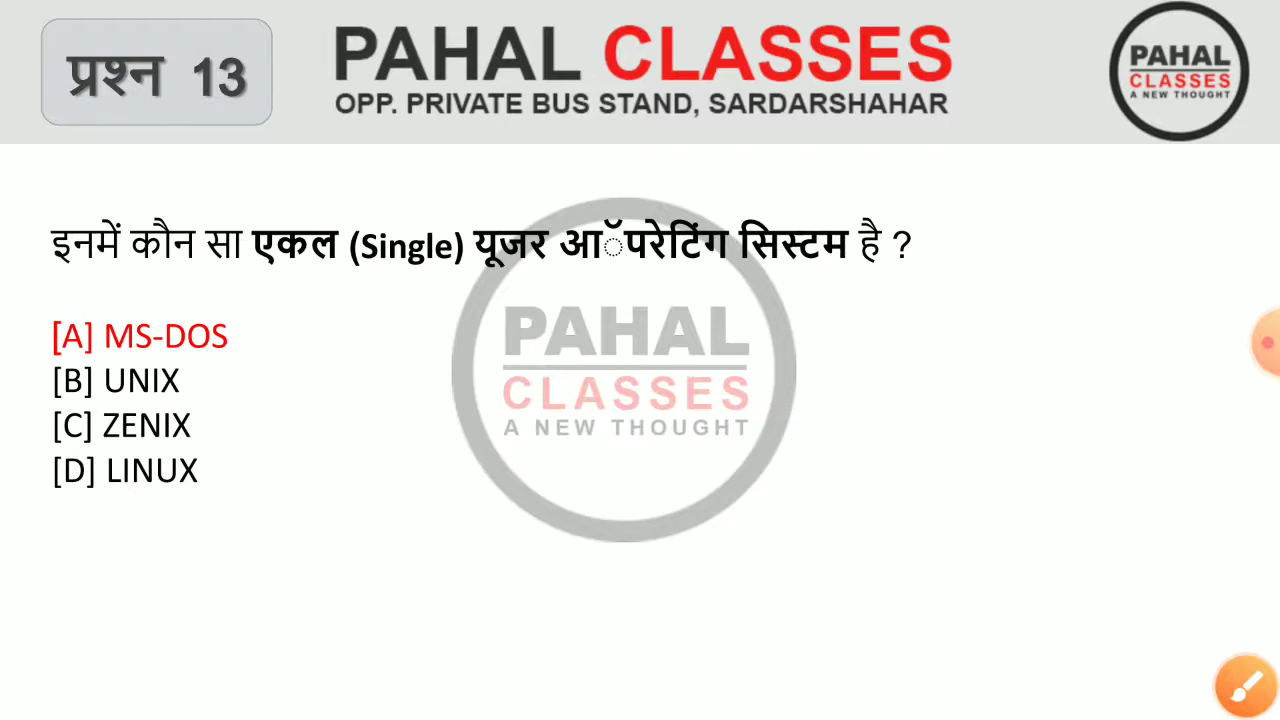 प्रश्न 13
PAHAL CLASSES
OPP. PRIVATE BUS STAND, SARDARSHAHAR
PAHAL
CLASSES
A NEW THOUGHT
इनमें कौन सा एकल (Single) यूजर आॅपरेटिंग सिस्टम है ?
[A] MS-DOS
[B] UNIX
[C] ZENIX
[D] LINUX
PAHAL
CLASSES
A NEW THOUGHT